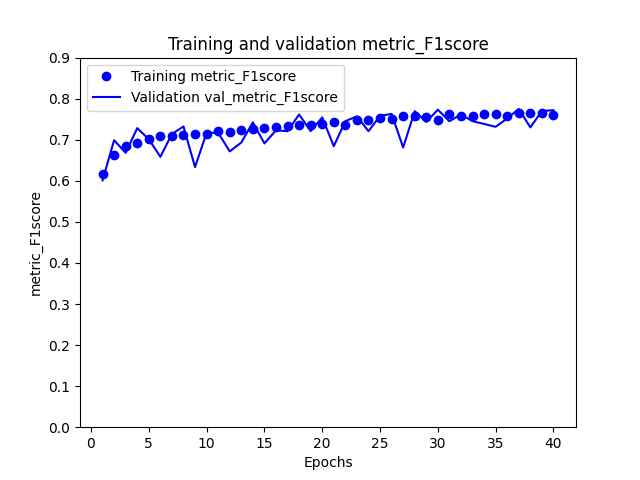 Training and validation metric_F1score
Training metric_F1score
Validation val_metric_F1score
metric_F1score
0.9
0.8
0.7
0.6
0.5
0.4
0.3
0.2
0.1
0.0
0 5 10 15 20 25 30 35 40
Epochs